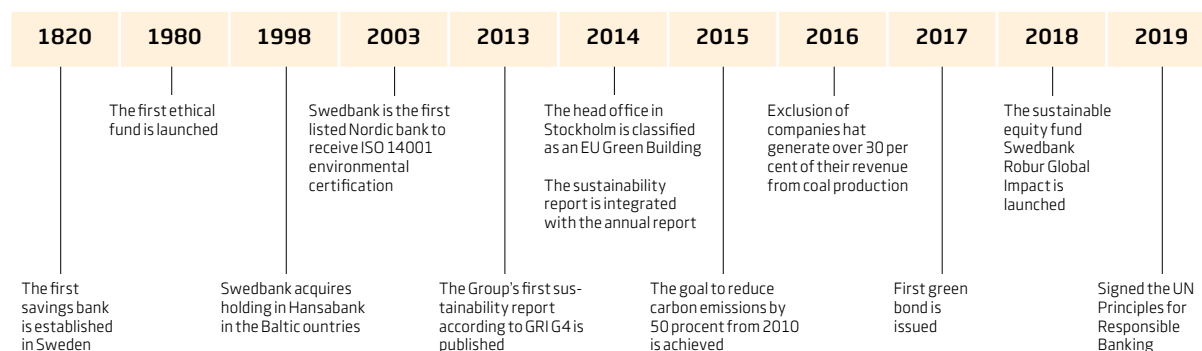 1820 1980 1998 2003 2013 2014 2015 2016 2017 2018 2019
The first ethical
fund is launched
Swedbank is the first
listed Nordic bank to
receive ISO 14001
environmental
certification
The head office in
Stockholm is classified
as an EU Green Building
The sustainability
report is integrated
with the annual report
Exclusion of
companies hat
generate over 30 per
cent of their revenue
from coal production
The sustainable
equity fund
Swedbank
Robur Global
Impact is
launched
The first
savings bank
is established
in Sweden
Swedbank acquires
holding in Hansabank
in the Baltic ountries
The Group's first sus-
tainability report
according to GRI G4 is
published
The goal to reduce
carbon emissions by
50 procent from 2010
is achieved
First green
bond is
issued
Signed the UN
Principles for
Responsible
Banking